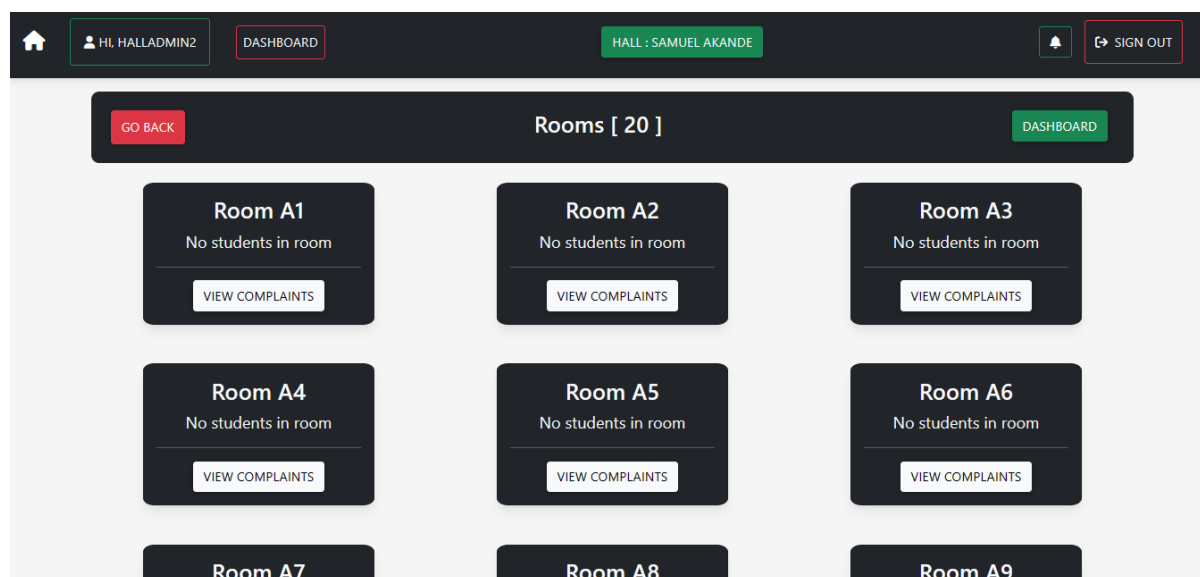 HI, HALLADMIN2 DASHBOARD HALL : SAMUEL AKANDE SIGN OUT
GO BACK Rooms [ 20 ] DASHBOARD
Room A1 Room A2 Room A3
No students in room No students in room No students in room
VIEW COMPLAINTS VIEW COMPLAINTS VIEW COMPLAINTS
Room A4 Room A5 Room A6
No students in room No students in room No students in room
VIEW COMPLAINTS VIEW COMPLAINTS VIEW COMPLAINTS
Room A7 Room A8 Room A9